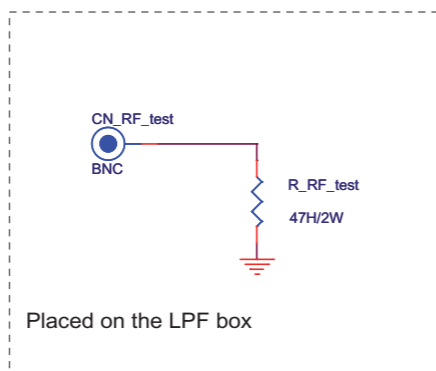 CN_RF_test
BNC
R_RF_test
47H/2W
Placed on the LPF box